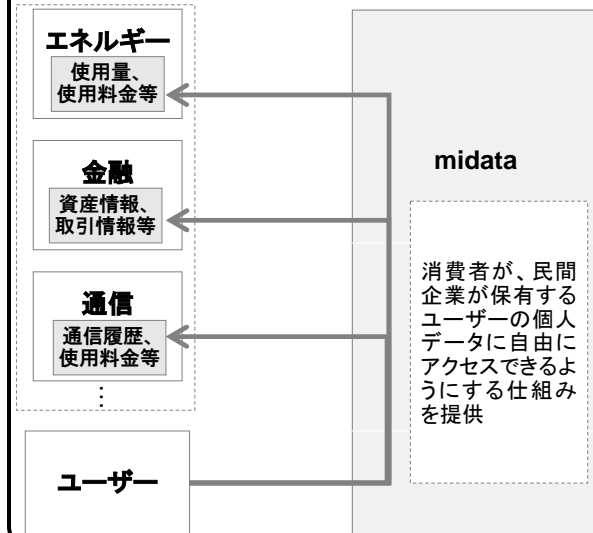 エネルギー
使用量、
使用料金等
金融
資産情報、
取引情報等
通信
通信履歴、
使用料金等
⋮
ユーザー
midata
消費者が、民間
企業が保有する
ユーザーの個人
データに自由に
アクセスできるよ
うにする仕組み
を提供